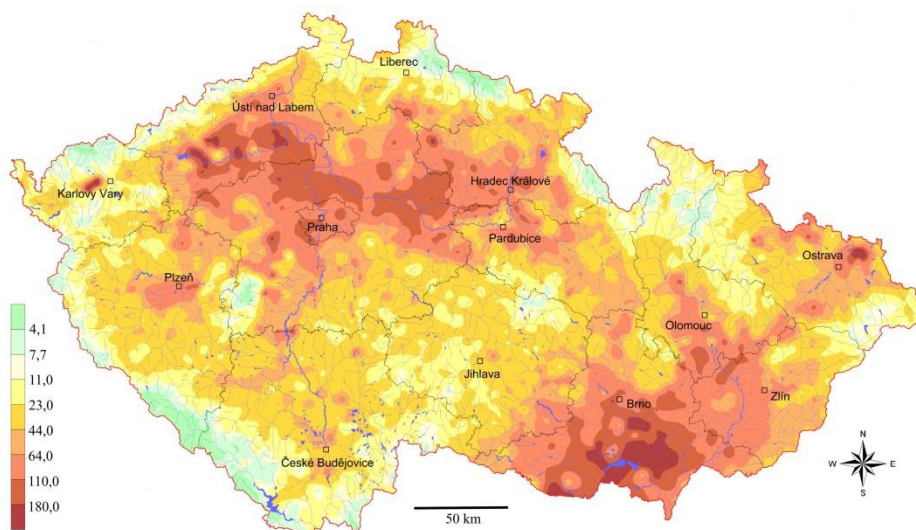 Liberec
Ústí nad Labem
Karlovy Vary
Hradec Králové
Praha
Pardubice
Ostrava
Plzeň
Olomouc
Jihlava
Brno
Zlín
České Budějovice
4,1
7,7
11,0
23,0
44,0
64,0
110,0
180,0
50 km
N
W
E
S